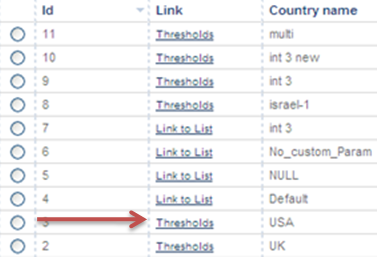 Id Link Country name
11 Thresholds multi
10 Thresholds int 3 new
9 Thresholds int 3
8 Thresholds israel-1
7 Link to List int 3
6 Link to List No_custom_Param
5 Link to List NULL
4 Link to List Default
3 Thresholds USA
2 Thresholds UK